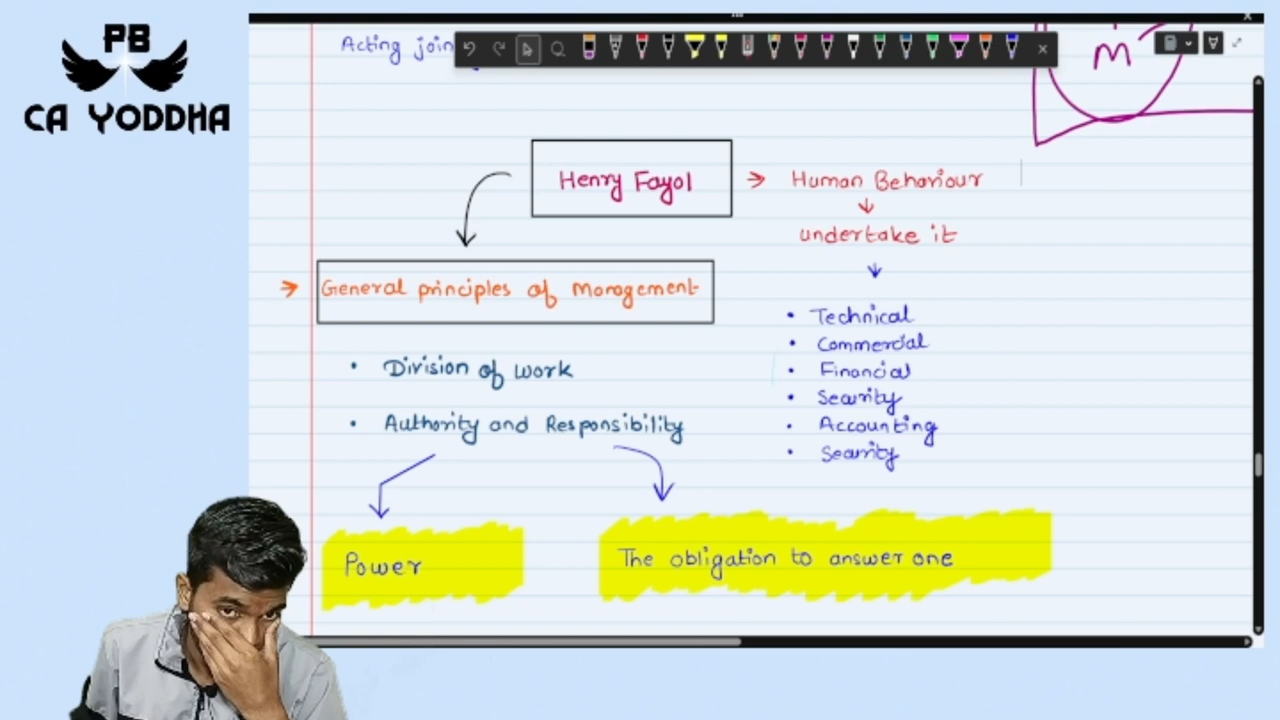 PB
CA YODDHA
Acting join
M
Henry Fayol
Human Behaviour
undertake it
General principles of Management
Technical
Commercial
Financial
Security
Accounting
Security
Division of work
Authority and Responsibility
Power
The obligation to answer one